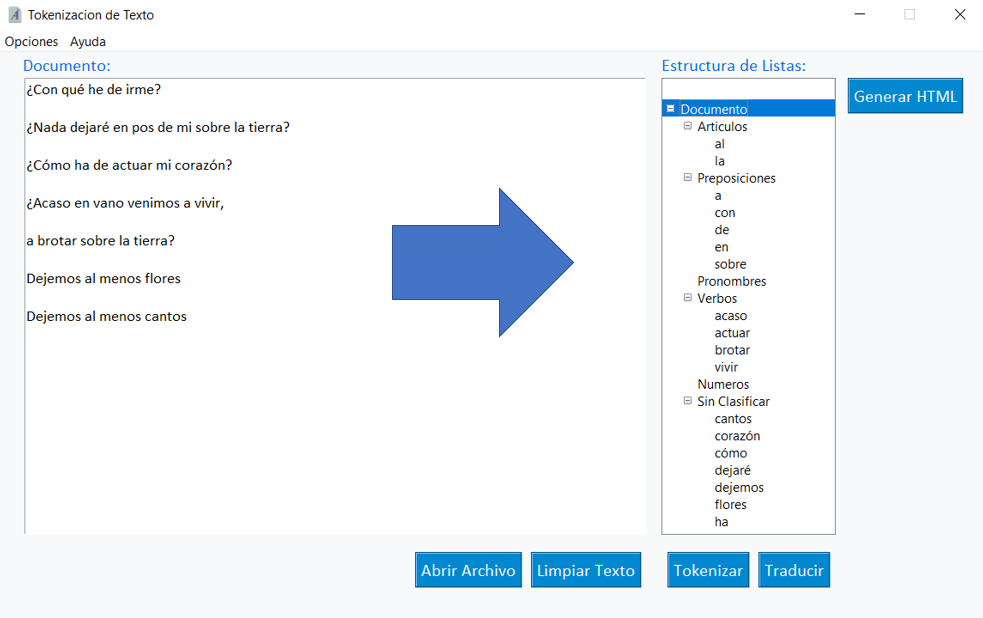 Tokenizacion de Texto
Opciones Ayuda
Documento:
¿Con qué he de irme?
¿Nada dejaré en pos de mi sobre la tierra?
¿Cómo ha de actuar mi corazón?
¿Acaso en vano venimos a vivir,
a brotar sobre la tierra?
Dejemos al menos flores
Dejemos al menos cantos
Estructura de Listas:
Documento
Articulos
al
la
Preposiciones
a
con
de
en
sobre
Pronombres
Verbos
acaso
actuar
brotar
vivir
Numeros
Sin Clasificar
cantos
corazón
cómo
dejaré
dejemos
flores
ha
Generar HTML
Abrir Archivo
Limpiar Texto
Tokenizar
Traducir